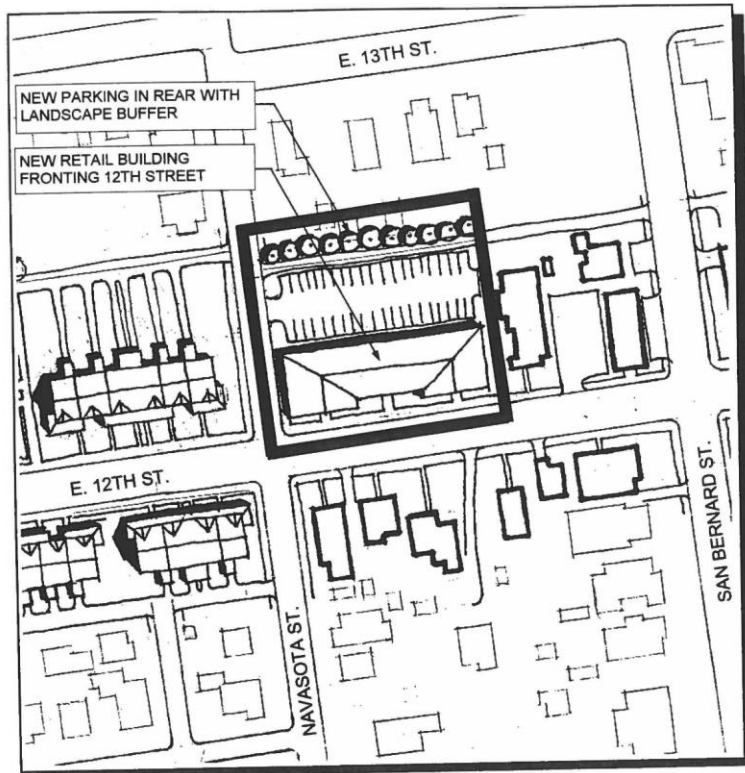 E. 13TH ST.
NEW PARKING IN REAR WITH
LANDSCAPE BUFFER
NEW RETAIL BUILDING
FRONTING 12TH STREET
E. 12TH ST.
NAVASOTA ST.
SAN BERNARD ST.